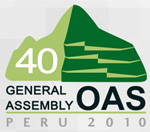 40
GENERAL
ASSEMBLY OAS
PERU 2010